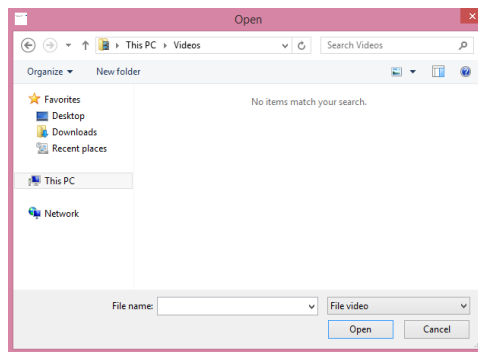 Open
This PC Videos
Search Videos
Organize
New folder
Favorites
Desktop
Downloads
Recent places
This PC
Network
No items match your search.
File name:
File video
Open
Cancel